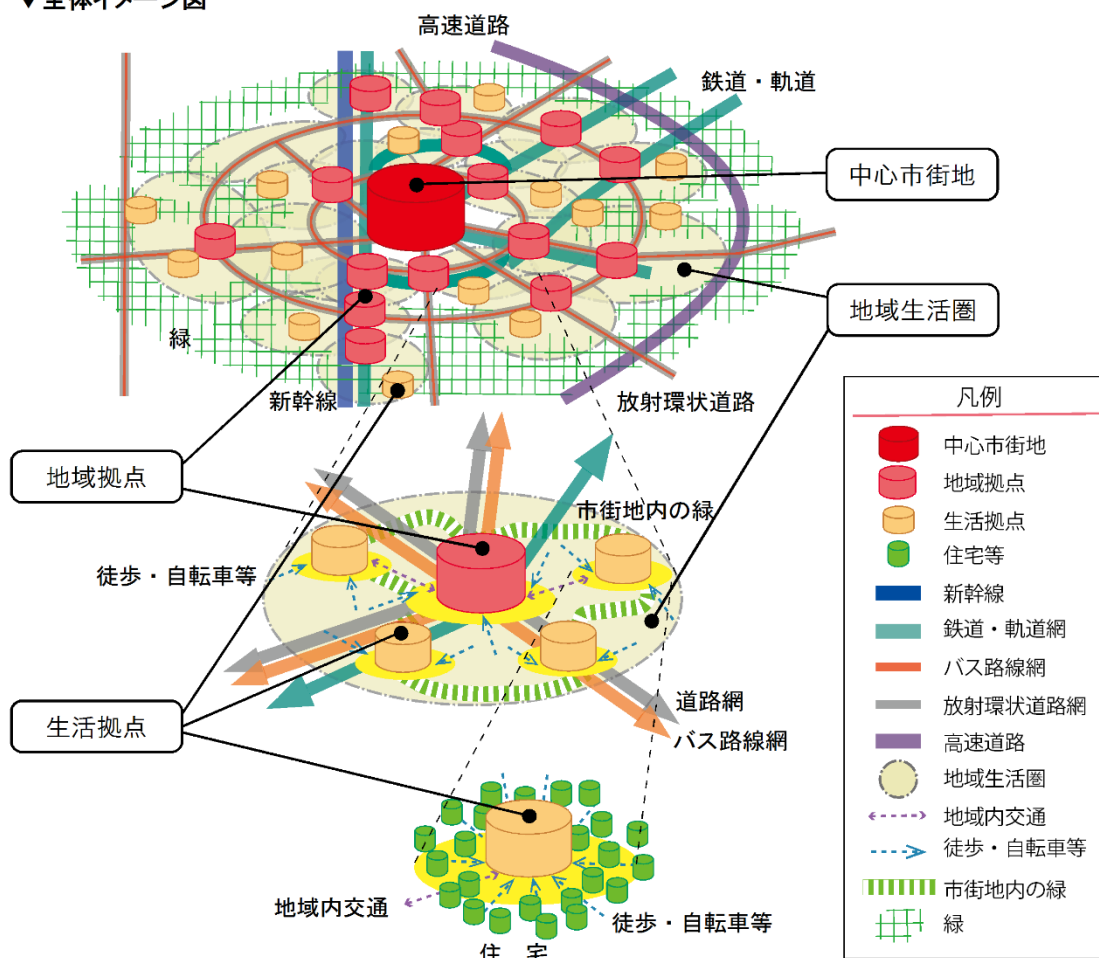 ▼全体イメージ図
高速道路
鉄道・軌道
中心市街地
地域生活圏
緑
新幹線
放射環状道路
地域拠点
市街地内の緑
徒歩・自転車等
生活拠点
道路網
バス路線網
地域内交通
徒歩・自転車等
住 宅
凡例
中心市街地
地域拠点
生活拠点
住宅等
新幹線
鉄道・軌道網
バス路線網
放射環状道路網
高速道路
地域生活圏
地域内交通
徒歩・自転車等
市街地内の緑
緑